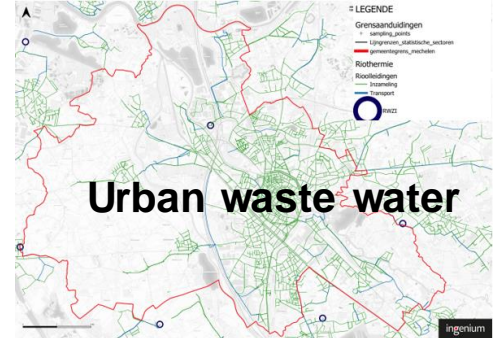 LEGENDE
Grensaanduidingen
sampling_points
Lijngrenzen_statistische_sectoren
gemeentegrens_mechelen
Riothermie
Rioolleidingen
Inzameling
Transport
RWZI
Urban waste water
ingenium